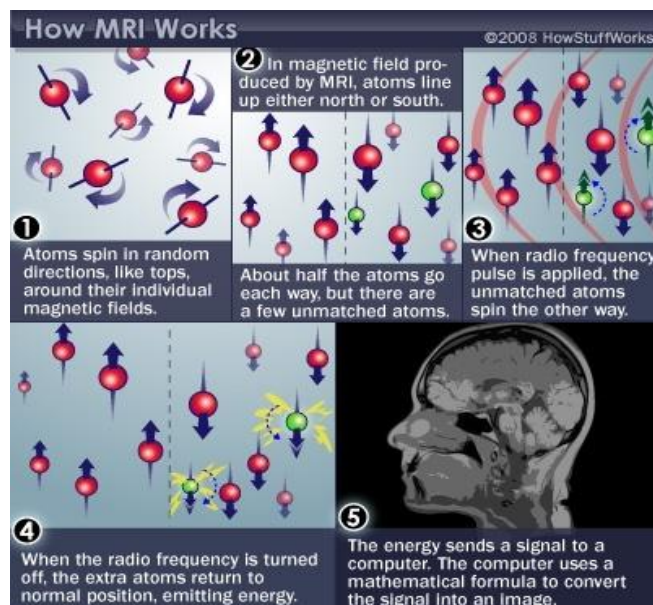 How MRI Works
©2008 HowStuffWorks
1
Atoms spin in random
directions, like tops,
around their individual
magnetic fields.
2
In magnetic field pro-
duced by MRI, atoms line
up either north or south.
About half the atoms go
each way, but there are
a few unmatched atoms.
3
When radio frequency
pulse is applied, the
unmatched atoms
spin the other way.
4
When the radio frequency is turned
off, the extra atoms return to
normal position, emitting energy.
5
The energy sends a signal to a
computer. The computer uses a
mathematical formula to convert
the signal into an image.